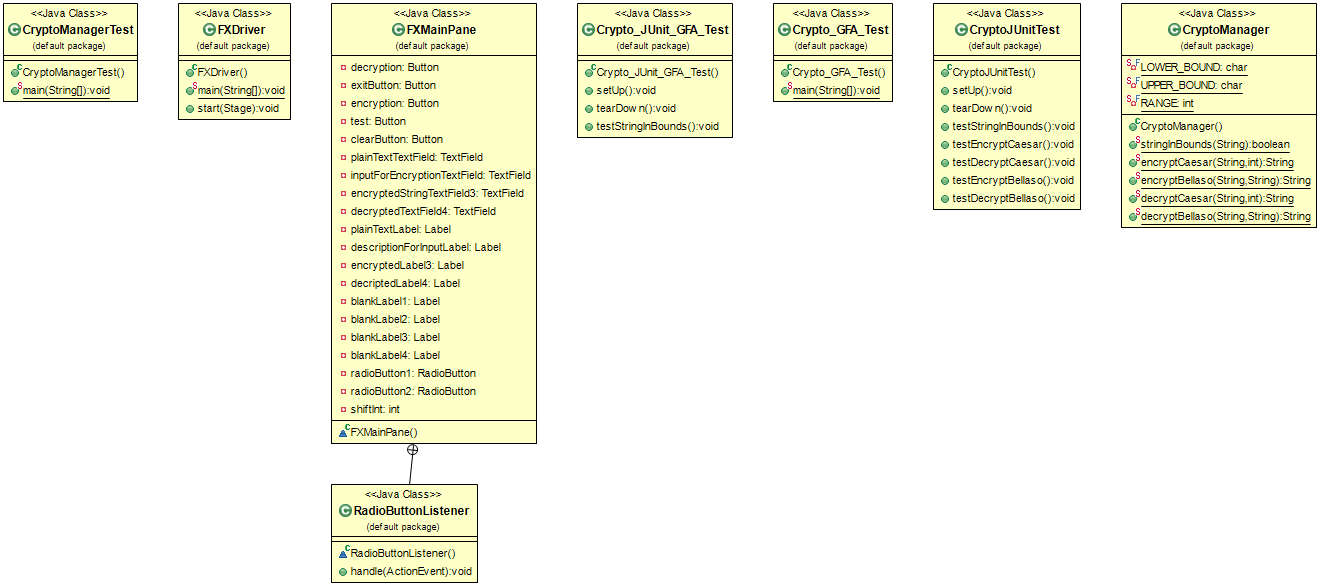 <<Java Class>>
CryptoManagerTest
(default package)
CryptoManagerTest()
main(String[]):void
<<Java Class>>
FXDriver
(default package)
FXDriver()
main(String[]):void
start(Stage):void
<<Java Class>>
FXMainPane
(default package)
decryption: Button
exitButton: Button
encryption: Button
test: Button
clearButton: Button
plainTextTextField: TextField
inputForEncryptionTextField: TextField
encryptedStringTextField3: TextField
decryptedTextField4: TextField
plainTextLabel: Label
descriptionForInputLabel: Label
encryptedLabel3: Label
decriptedLabel4: Label
blankLabel1: Label
blankLabel2: Label
blankLabel3: Label
blankLabel4: Label
radioButton1: RadioButton
radioButton2: RadioButton
shiftInt: int
FXMainPane()
<<Java Class>>
RadioButtonListener
(default package)
RadioButtonListener()
handle(ActionEvent):void
<<Java Class>>
Crypto_JUnit_GFA_Test
(default package)
Crypto_JUnit_GFA_Test()
setUp():void
tearDown():void
testStringInBounds():void
<<Java Class>>
Crypto_GFA_Test
(default package)
Crypto_GFA_Test()
main(String[]):void
<<Java Class>>
CryptoJUnitTest
(default package)
CryptoJUnitTest()
setUp():void
tearDown():void
testStringInBounds():void
testEncryptCaesar():void
testDecryptCaesar():void
testEncryptBellaso():void
testDecryptBellaso():void
<<Java Class>>
CryptoManager
(default package)
LOWER_BOUND: char
UPPER_BOUND: char
RANGE: int
CryptoManager()
stringInBounds(String):boolean
encryptCaesar(String,int):String
encryptBellaso(String,String):String
decryptCaesar(String,int):String
decryptBellaso(String,String):String